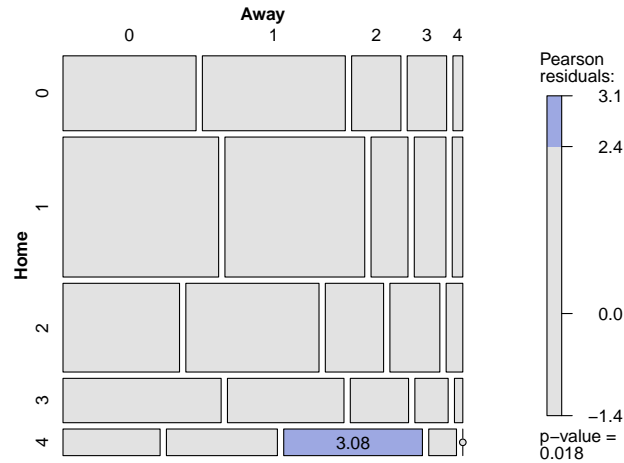 Away
0 1 2 3 4
Home
0
1
2
3
4
3.08
Pearson
residuals:
3.1
2.4
0.0
−1.4
p−value =
0.018